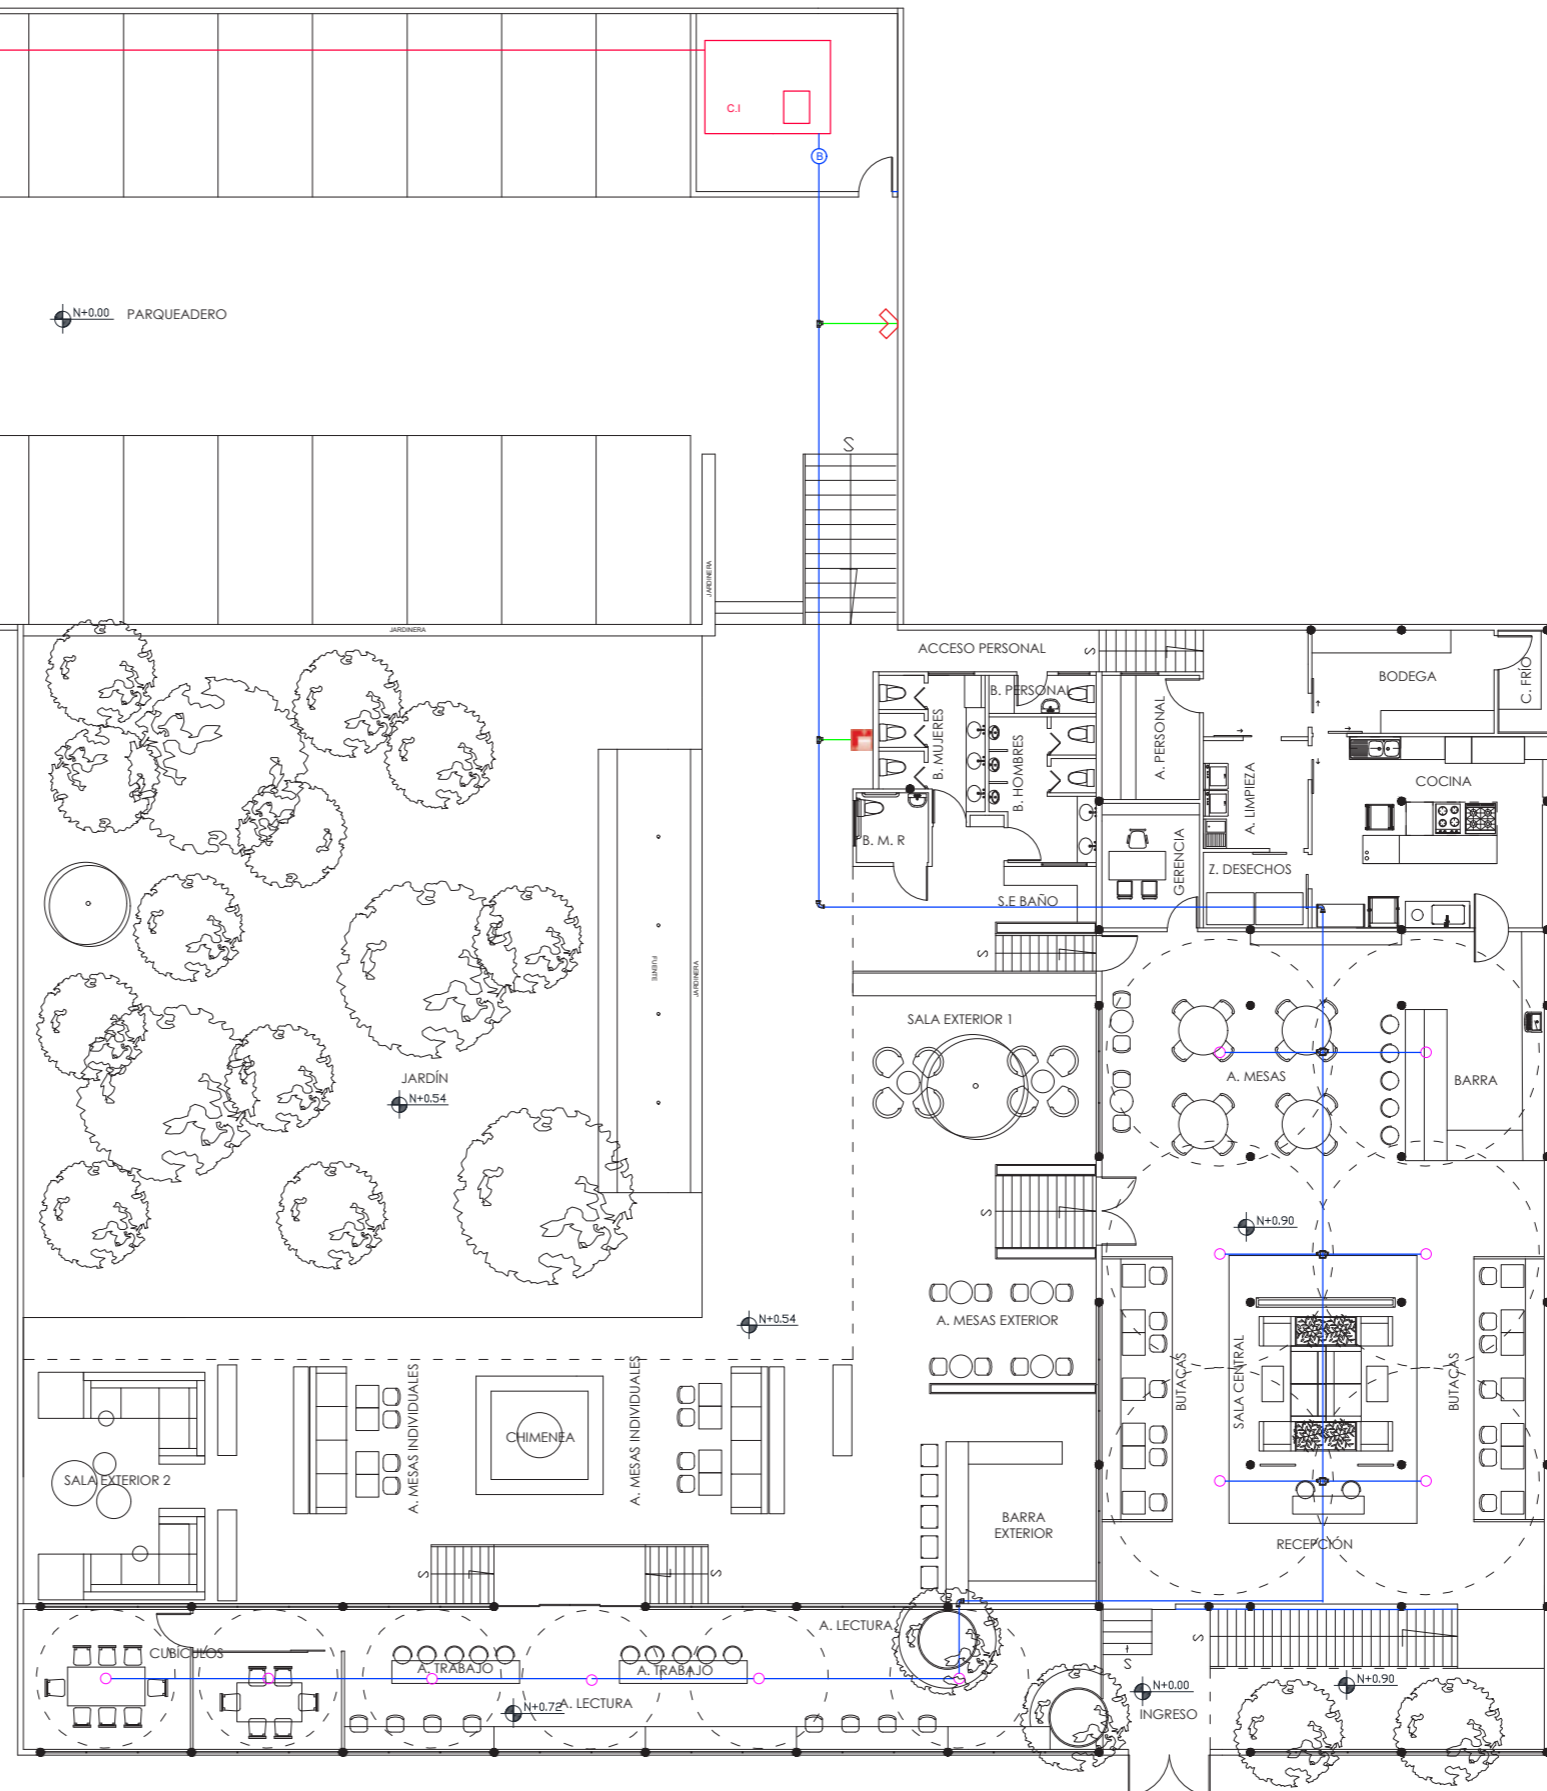 C.I
B
N+0.00 PARQUEADERO
S
JARDINERA
JARDINERA
ACCESO PERSONAL
S
B. PERSONAL
BODEGA
C. FRÍO
B. MUJERES
B. HOMBRES
A. PERSONAL
A. LIMPIEZA
COCINA
B. M. R
GERENCIA
Z. DESECHOS
S.E BAÑO
S
FUENTE
JARDINERA
SALA EXTERIOR 1
JARDÍN
N+0.54
A. MESAS
BARRA
S
N+0.90
N+0.54
A. MESAS EXTERIOR
A. MESAS INDIVIDUALES
A. MESAS INDIVIDUALES
BUTACAS
SALA CENTRAL
BUTACAS
CHIMENEA
SALA EXTERIOR 2
BARRA
EXTERIOR
RECEPCIÓN
S
S
A. LECTURA
S
S
CUBÍCULOS
A. TRABAJO
A. TRABAJO
N+0.72
A. LECTURA
N+0.00
INGRESO
N+0.90